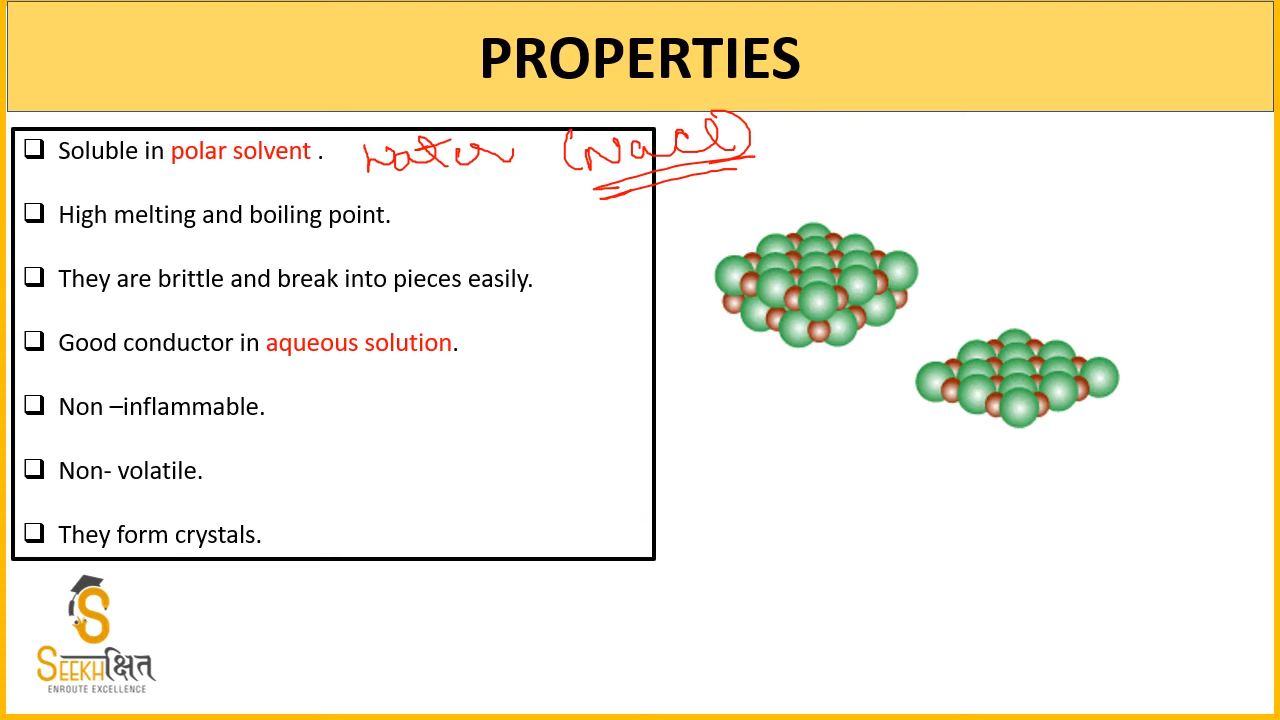 PROPERTIES
❑ Soluble in polar solvent . water (NaCl)
❑ High melting and boiling point.
❑ They are brittle and break into pieces easily.
❑ Good conductor in aqueous solution.
❑ Non –inflammable.
❑ Non- volatile.
❑ They form crystals.
S
SEEKHक्षित
ENROUTE EXCELLENCE